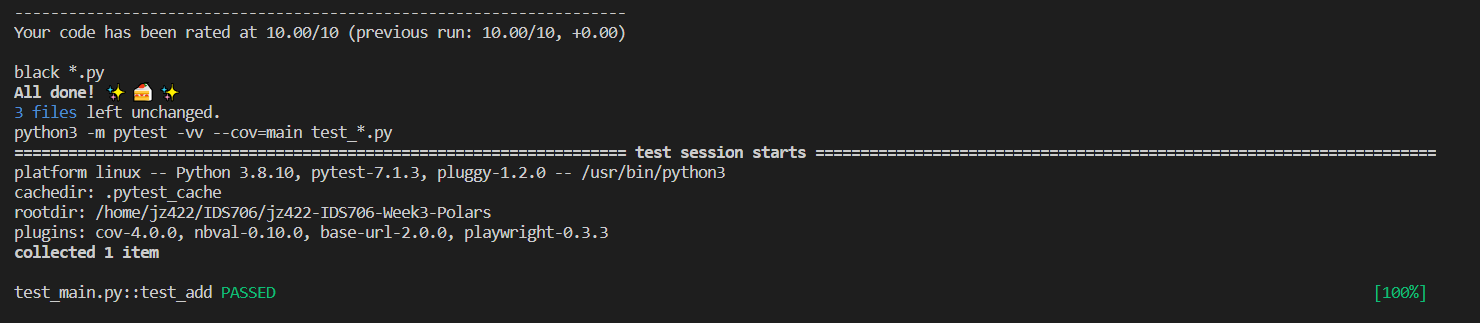 --------------------------------------------------------------------
Your code has been rated at 10.00/10 (previous run: 10.00/10, +0.00)
black *.py
All done! ✨ 🍰 ✨
3 files left unchanged.
python3 -m pytest -vv --cov=main test_*.py
==================================================================== test session starts =====================================================================
platform linux -- Python 3.8.10, pytest-7.1.3, pluggy-1.2.0 -- /usr/bin/python3
cachedir: .pytest_cache
rootdir: /home/jz422/IDS706/jz422-IDS706-Week3-Polars
plugins: cov-4.0.0, nbval-0.10.0, base-url-2.0.0, playwright-0.3.3
collected 1 item
test_main.py::test_add PASSED [100%]